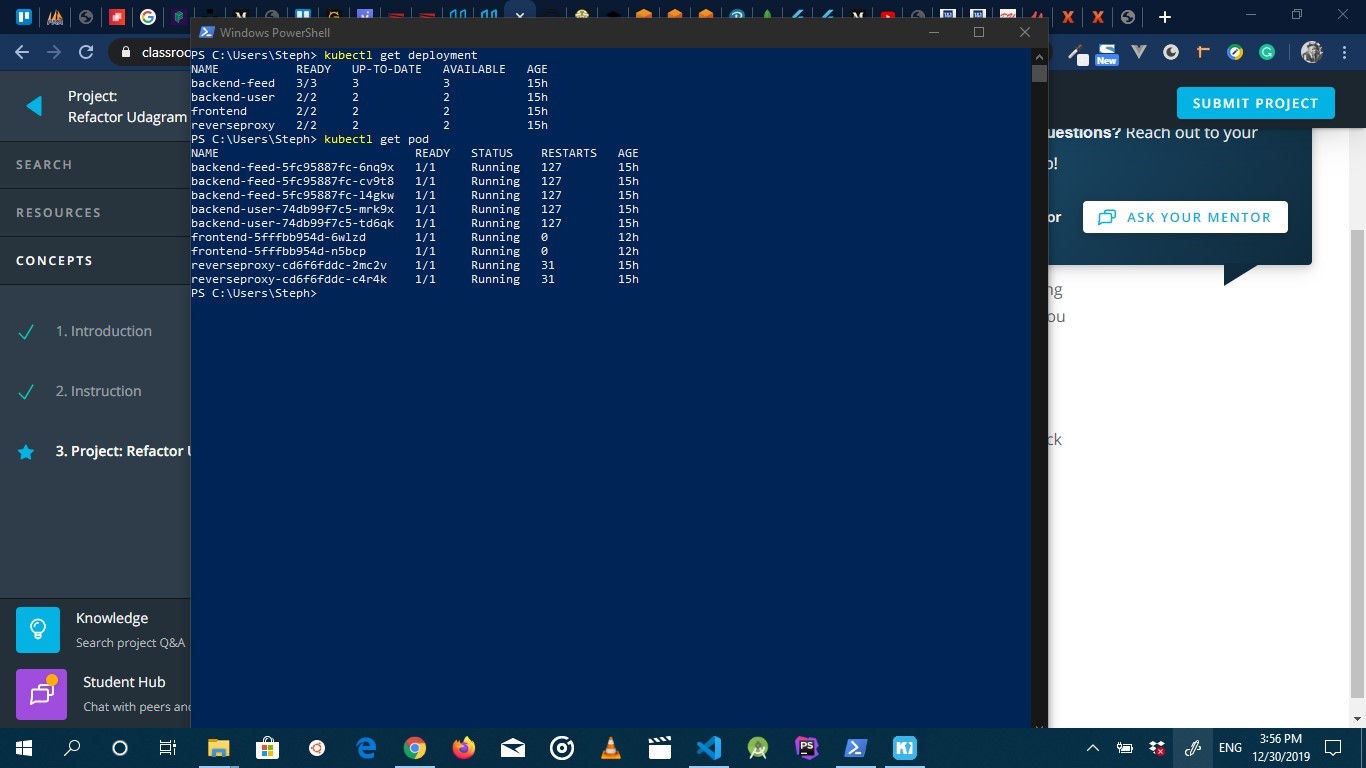 Windows PowerShell
PS C:\Users\Steph> kubectl get deployment
NAME READY UP-TO-DATE AVAILABLE AGE
backend-feed 3/3 3 3 15h
backend-user 2/2 2 2 15h
frontend 2/2 2 2 15h
reverseproxy 2/2 2 2 15h
PS C:\Users\Steph> kubectl get pod
NAME READY STATUS RESTARTS AGE
backend-feed-5fc95887fc-6nq9x 1/1 Running 127 15h
backend-feed-5fc95887fc-cv9t8 1/1 Running 127 15h
backend-feed-5fc95887fc-l4gkw 1/1 Running 127 15h
backend-user-74db99f7c5-mrk9x 1/1 Running 127 15h
backend-user-74db99f7c5-td6qk 1/1 Running 127 15h
frontend-5fffbb954d-6wlzd 1/1 Running 0 12h
frontend-5fffbb954d-n5bcp 1/1 Running 0 12h
reverseproxy-cd6f6fddc-2mc2v 1/1 Running 31 15h
reverseproxy-cd6f6fddc-c4r4k 1/1 Running 31 15h
PS C:\Users\Steph>
classroo
New
Project:
Refactor Udagram
SEARCH
RESOURCES
CONCEPTS
1. Introduction
2. Instruction
3. Project: Refactor U
Knowledge
Search project Q&A
Student Hub
Chat with peers and
SUBMIT PROJECT
uestions? Reach out to your
o!
or
ASK YOUR MENTOR
ng
ou
ck
ENG
3:56 PM
12/30/2019